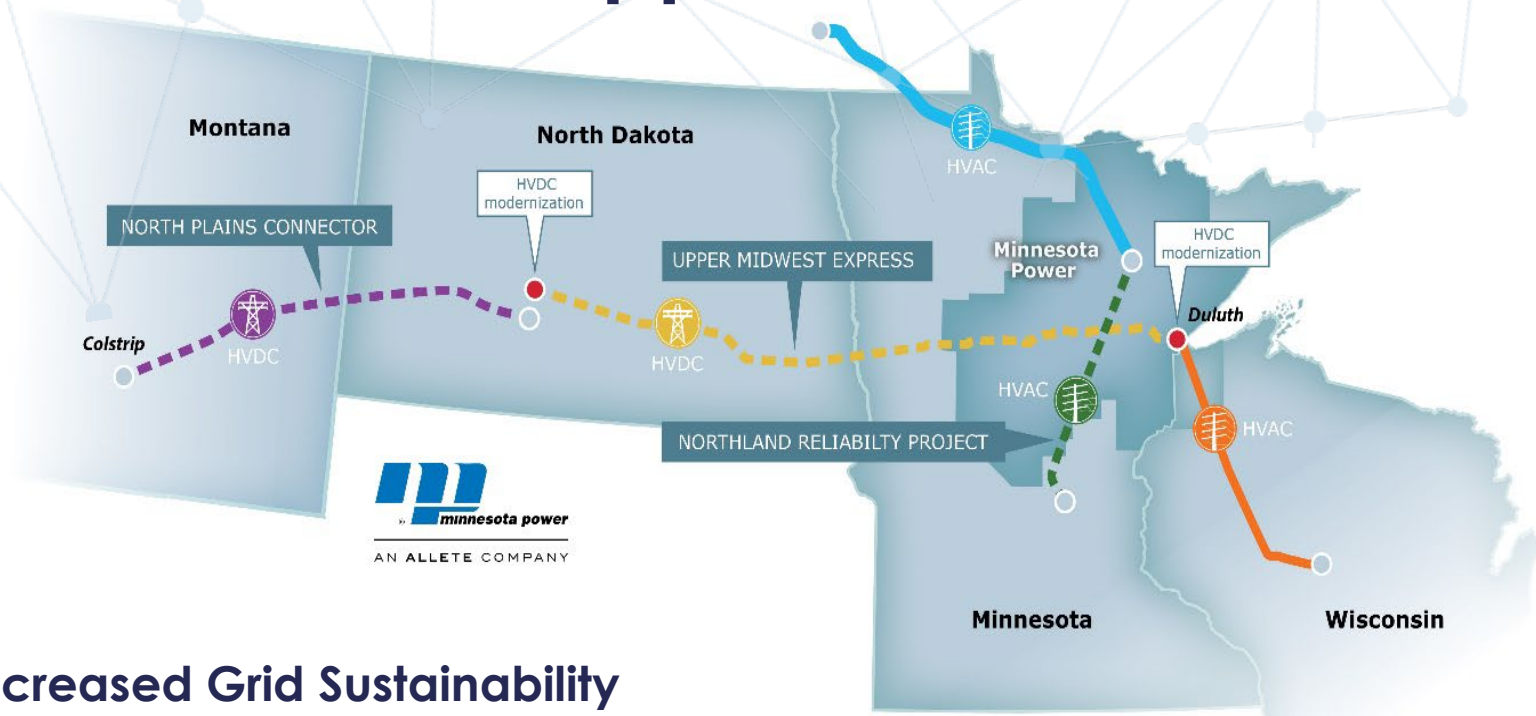 Montana
North Dakota
HVAC
HVDC
modernization
NORTH PLAINS CONNECTOR
UPPER MIDWEST EXPRESS
Minnesota
Power
HVDC
modernization
Duluth
Colstrip
HVDC
HVDC
HVAC
HVAC
NORTHLAND RELIABILTY PROJECT
minnesota power
AN ALLETE COMPANY
Minnesota
Wisconsin
creased Grid Sustainability